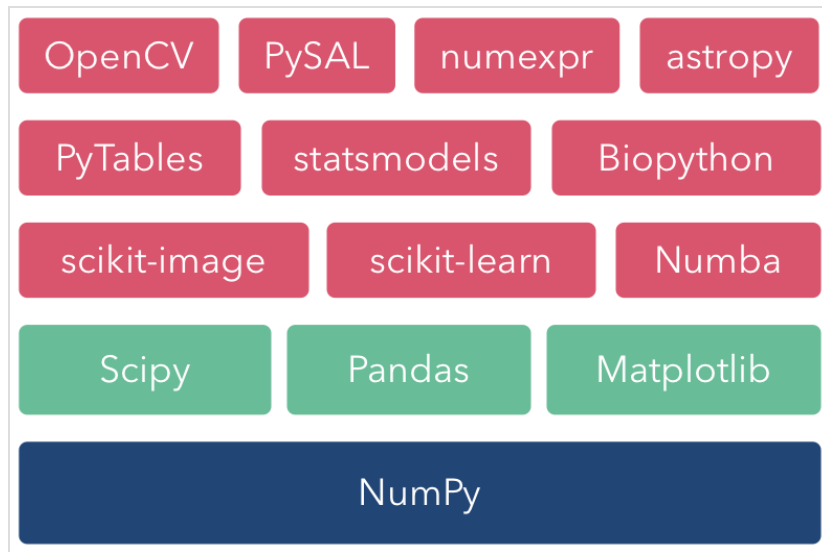 OpenCV PySAL numexpr astropy
PyTables statsmodels Biopython
scikit-image scikit-learn Numba
Scipy Pandas Matplotlib
NumPy